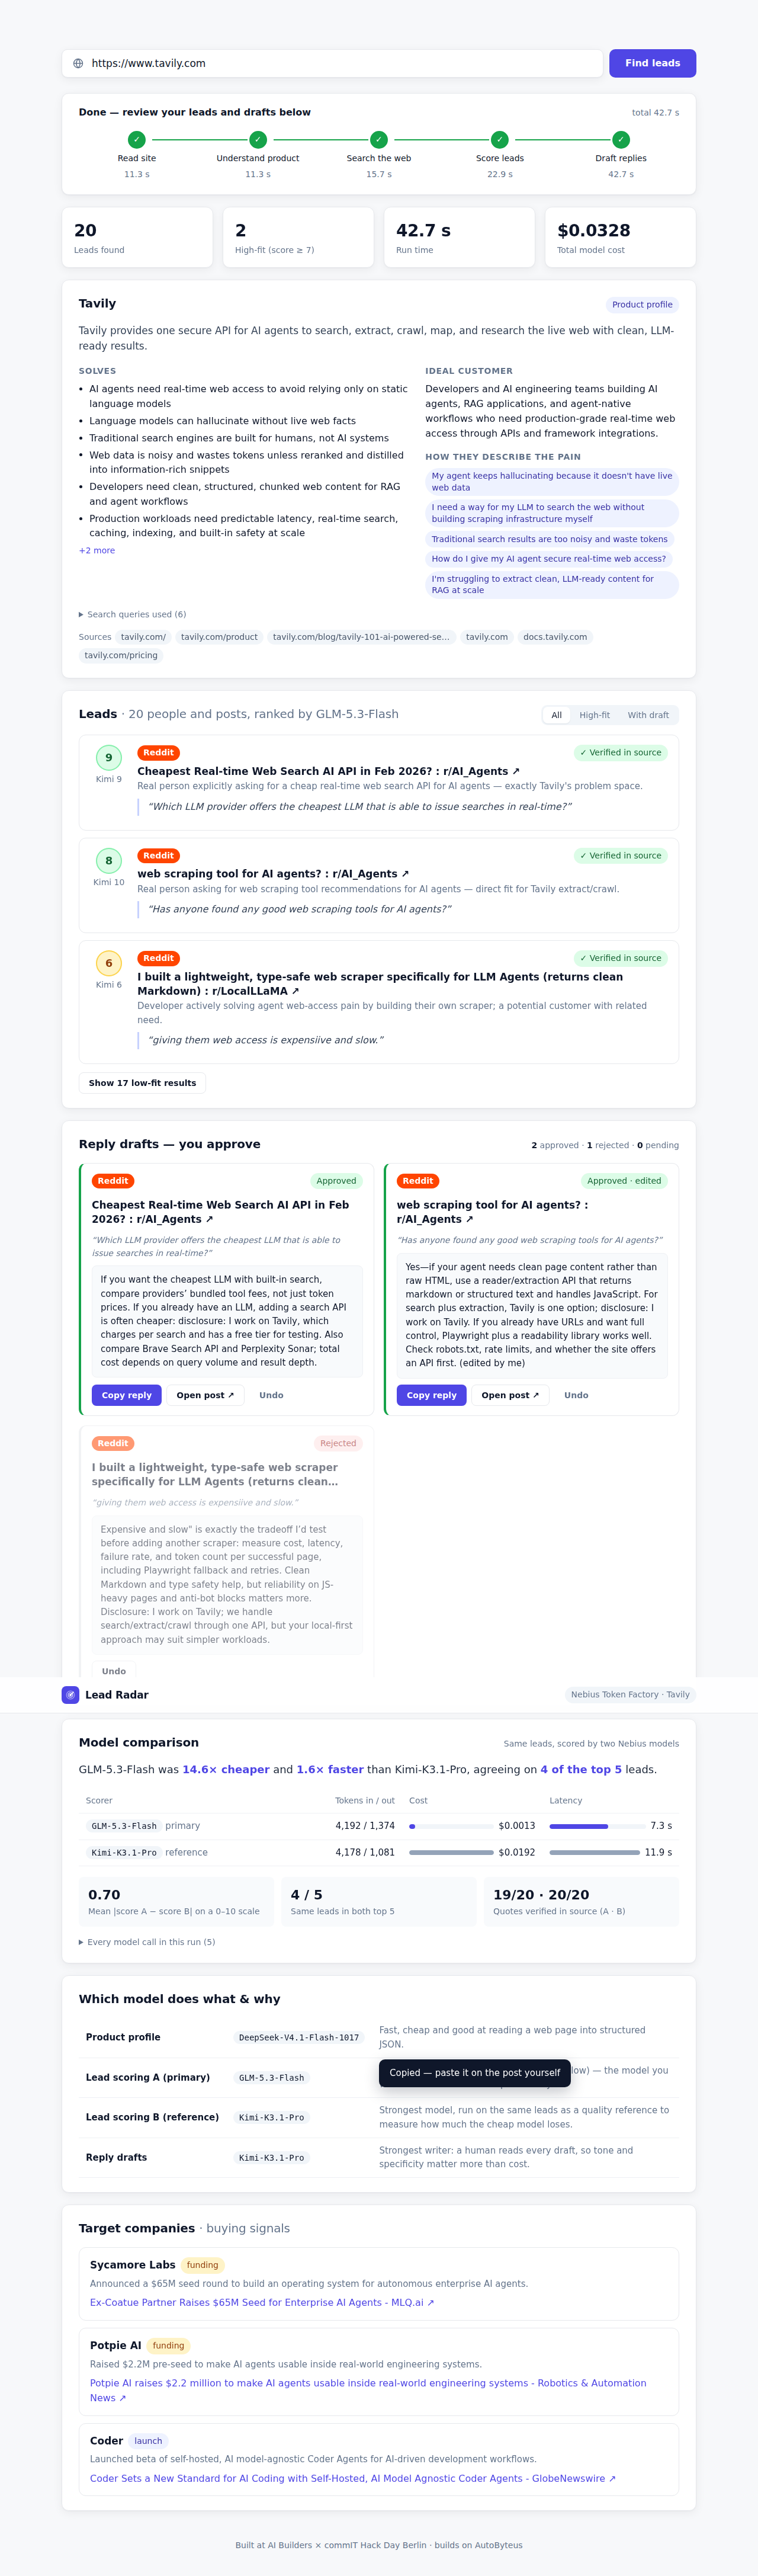 https://www.tavily.com
Find leads
Done — review your leads and drafts below
total 42.7 s
✓ ✓ ✓ ✓ ✓
Read site
Understand product
Search the web
Score leads
Draft replies
11.3 s
11.3 s
15.7 s
22.9 s
42.7 s
20
Leads found
2
High-fit (score ≥ 7)
42.7 s
Run time
$0.0328
Total model cost
Tavily
Product profile
Tavily provides one secure API for AI agents to search, extract, crawl, map, and research the live web with clean, LLM-
ready results.
SOLVES
• AI agents need real-time web access to avoid relying only on static
language models
• Language models can hallucinate without live web facts
• Traditional search engines are built for humans, not AI systems
• Web data is noisy and wastes tokens unless reranked and distilled
into information-rich snippets
• Developers need clean, structured, chunked web content for RAG
and agent workflows
• Production workloads need predictable latency, real-time search,
caching, indexing, and built-in safety at scale
+2 more
IDEAL CUSTOMER
Developers and AI engineering teams building AI
agents, RAG applications, and agent-native
workflows who need production-grade real-time web
access through APIs and framework integrations.
HOW THEY DESCRIBE THE PAIN
My agent keeps hallucinating because it doesn't have live
web data
I need a way for my LLM to search the web without
building scraping infrastructure myself
Traditional search results are too noisy and waste tokens
How do I give my AI agent secure real-time web access?
I'm struggling to extract clean, LLM-ready content for
RAG at scale
▶ Search queries used (6)
Sources tavily.com/ tavily.com/product tavily.com/blog/tavily-101-ai-powered-se… tavily.com docs.tavily.com
tavily.com/pricing
Leads · 20 people and posts, ranked by GLM-5.3-Flash
All High-fit With draft
9
Kimi 9
Reddit
✓ Verified in source
Cheapest Real-time Web Search AI API in Feb 2026? : r/AI_Agents ↗
Real person explicitly asking for a cheap real-time web search API for AI agents — exactly Tavily's problem space.
“Which LLM provider offers the cheapest LLM that is able to issue searches in real-time?”
8
Kimi 10
Reddit
✓ Verified in source
web scraping tool for AI agents? : r/AI_Agents ↗
Real person asking for web scraping tool recommendations for AI agents — direct fit for Tavily extract/crawl.
“Has anyone found any good web scraping tools for AI agents?”
6
Kimi 6
Reddit
✓ Verified in source
I built a lightweight, type-safe web scraper specifically for LLM Agents (returns clean
Markdown) : r/LocalLLaMA ↗
Developer actively solving agent web-access pain by building their own scraper; a potential customer with related
need.
“giving them web access is expensiive and slow.”
Show 17 low-fit results
Reply drafts — you approve
2 approved · 1 rejected · 0 pending
Reddit
Approved
Cheapest Real-time Web Search AI API in Feb
2026? : r/AI_Agents ↗
“Which LLM provider offers the cheapest LLM that is able to
issue searches in real-time?”
If you want the cheapest LLM with built-in search,
compare providers’ bundled token fees, not just token
prices. If you already have an LLM, adding a search API
is often cheaper: disclosure: I work on Tavily, which
charges per search and has a free tier for testing. Also
compare Brave Search API and Perplexity Sonar; total
cost depends on query volume and result depth.
Copy reply
Open post ↗
Undo
Reddit
Approved · edited
web scraping tool for AI agents? :
r/AI_Agents ↗
“Has anyone found any good web scraping tools for AI agents?”
Yes—if your agent needs clean page content rather than
raw HTML, use a reader/extraction API that returns
markdown or structured text and handles JavaScript. For
search plus extraction, Tavily is one option; disclosure: I
work on Tavily. If you already have URLs and want full
control, Playwright plus a readability library works well.
Check robots.txt, rate limits, and whether the site offers
an API first. (edited by me)
Copy reply
Open post ↗
Undo
Reddit
Rejected
I built a lightweight, type-safe web scraper
specifically for LLM Agents (returns clean…
“giving them web access is expensiive and slow.”
Expensive and slow” is exactly the tradeoff I’d test
before adding another scraper: measure cost, latency,
failure rate, and token count per successful page,
including Playwright fallback and retries. Clean
Markdown and type safety help, but reliability on JS-
heavy pages and anti-bot blocks matters more.
Disclosure: I work on Tavily; we handle
search/extract/crawl through one API, but your local-first
approach may suit simpler workloads.
Undo
Lead Radar
Nebius Token Factory · Tavily
Model comparison
Same leads, scored by two Nebius models
GLM-5.3-Flash was 14.6× cheaper and 1.6× faster than Kimi-K3.1-Pro, agreeing on 4 of the top 5 leads.
Scorer
Tokens in / out
Cost
Latency
GLM-5.3-Flash primary
4,192 / 1,374
$0.0013
7.3 s
Kimi-K3.1-Pro reference
4,178 / 1,081
$0.0192
11.9 s
0.70
Mean |score A − score B| on a 0–10 scale
4 / 5
Same leads in both top 5
19/20 · 20/20
Quotes verified in source (A · B)
▶ Every model call in this run (5)
Which model does what & why
Product profile
DeepSeek-V4.1-Flash-1017
Fast, cheap and good at reading a web page into structured
JSON.
Lead scoring A (primary)
GLM-5.3-Flash
low) — the model you
Copied — paste it on the post yourself
Lead scoring B (reference)
Kimi-K3.1-Pro
Strongest model, run on the same leads as a quality reference to
measure how much the cheap model loses.
Reply drafts
Kimi-K3.1-Pro
Strongest writer: a human reads every draft, so tone and
specificity matter more than cost.
Target companies · buying signals
Sycamore Labs funding
Announced a $65M seed round to build an operating system for autonomous enterprise AI agents.
Ex-Coatue Partner Raises $65M Seed for Enterprise AI Agents - MLQ.ai ↗
Potpie AI funding
Raised $2.2M pre-seed to make AI agents usable inside real-world engineering systems.
Potpie AI raises $2.2 million to make AI agents usable inside real-world engineering systems - Robotics & Automation
News ↗
Coder launch
Launched beta of self-hosted, AI model-agnostic Coder Agents for AI-driven development workflows.
Coder Sets a New Standard for AI Coding with Self-Hosted, AI Model Agnostic Coder Agents - GlobeNewswire ↗
Built at AI Builders × commIT Hack Day Berlin · builds on AutoByteus